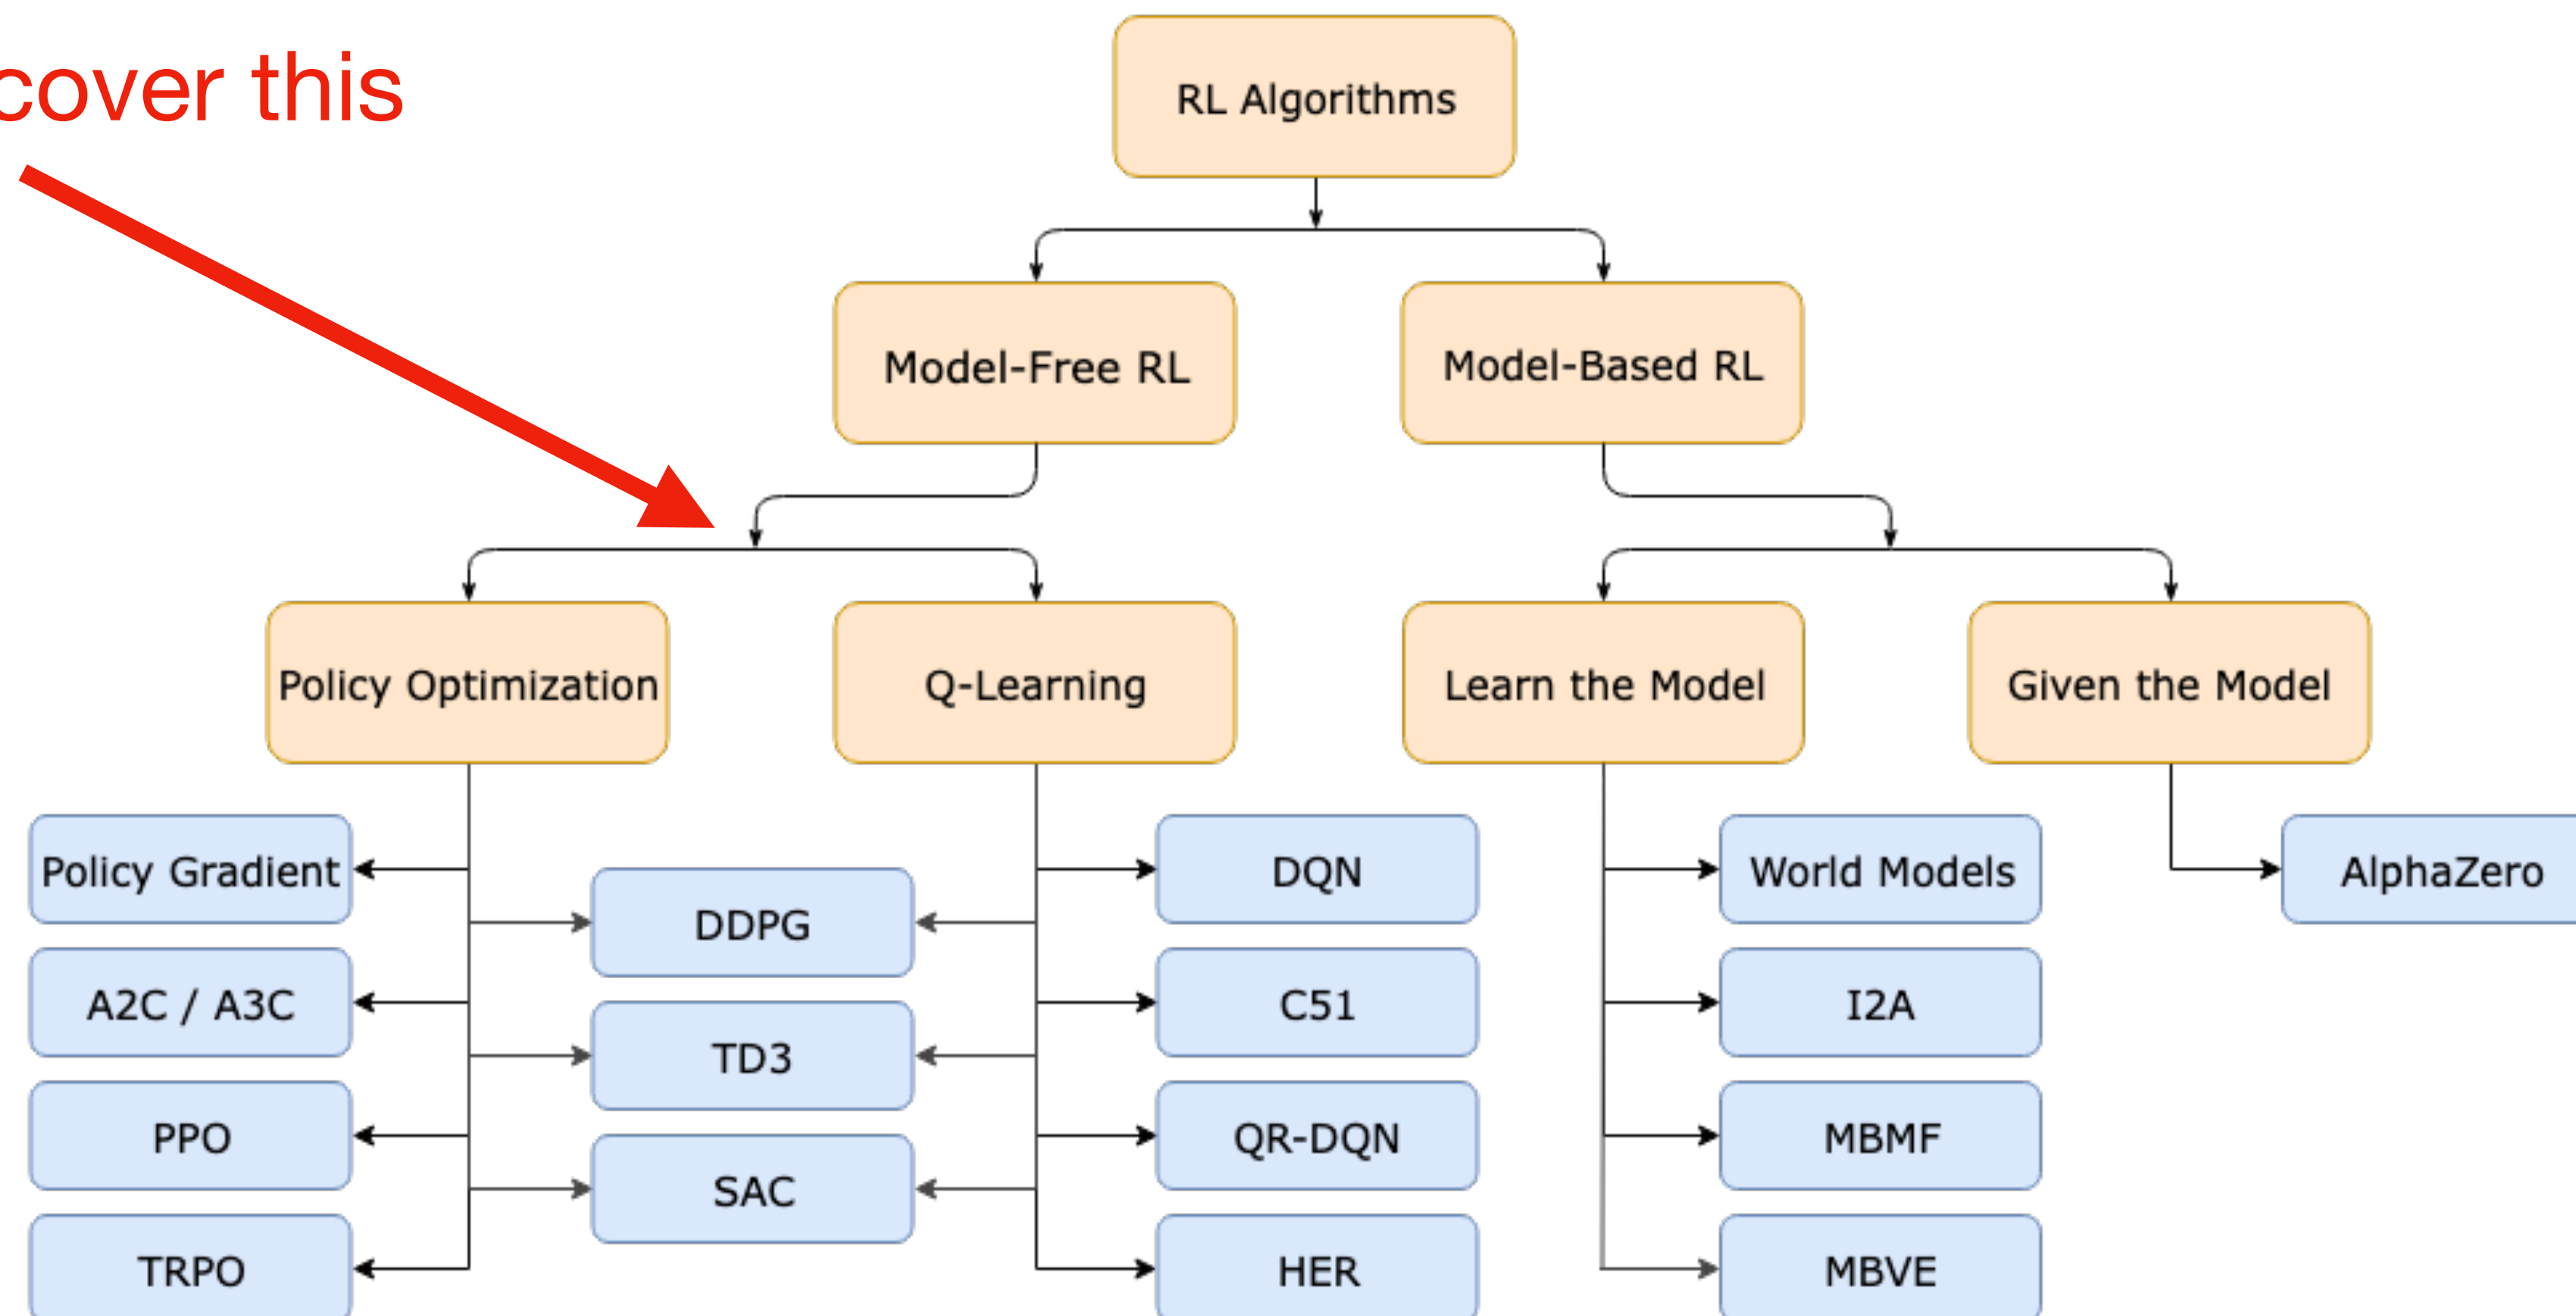 cover this
RL Algorithms
Model-Free RL
Model-Based RL
Policy Optimization
Q-Learning
Learn the Model
Given the Model
Policy Gradient
DDPG
DQN
World Models
AlphaZero
A2C / A3C
TD3
C51
I2A
PPO
SAC
QR-DQN
MBMF
TRPO
HER
MBVE